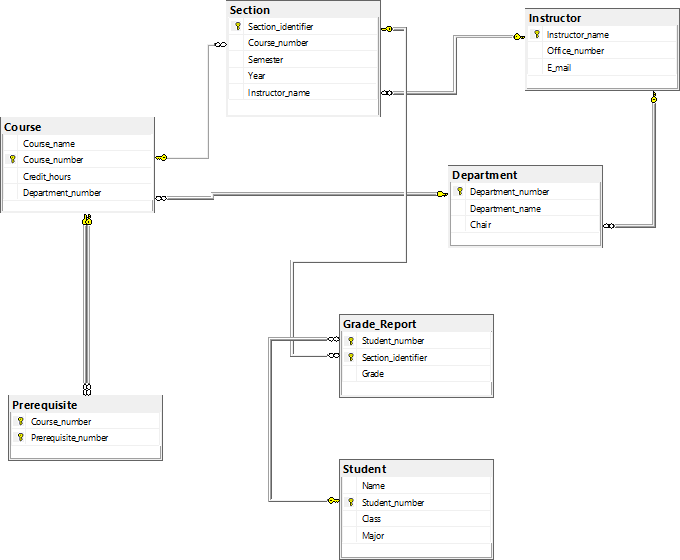 Section
Section_identifier
Course_number
Semester
Year
Instructor_name
Instructor
Instructor_name
Office_number
E_mail
Course
Course_name
Course_number
Credit_hours
Department_number
Department
Department_number
Department_name
Chair
Grade_Report
Student_number
Section_identifier
Grade
Prerequisite
Course_number
Prerequisite_number
Student
Name
Student_number
Class
Major